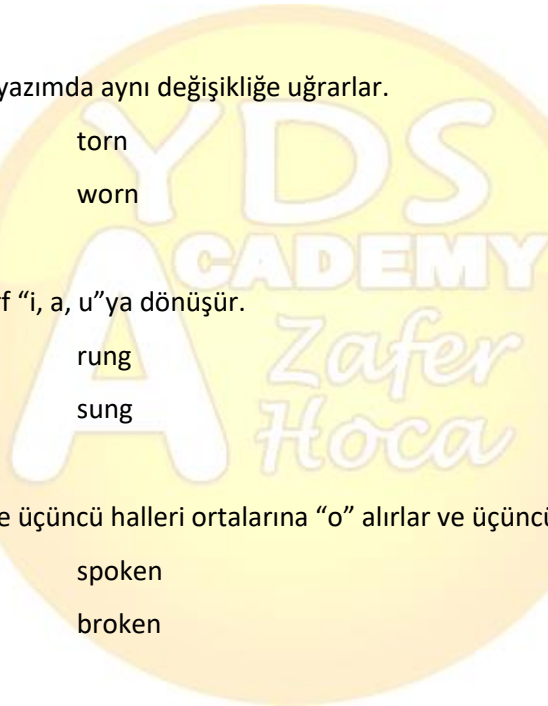 yazımda aynı değişikliğe uğrarlar.
torn
worn
f “i, a, u”ya dönüşür.
rung
sung
e üçüncü halleri ortalarına “o” alırlar ve üçüncü
spoken
broken
YDS
ACADEMY
Zafer
Hoca